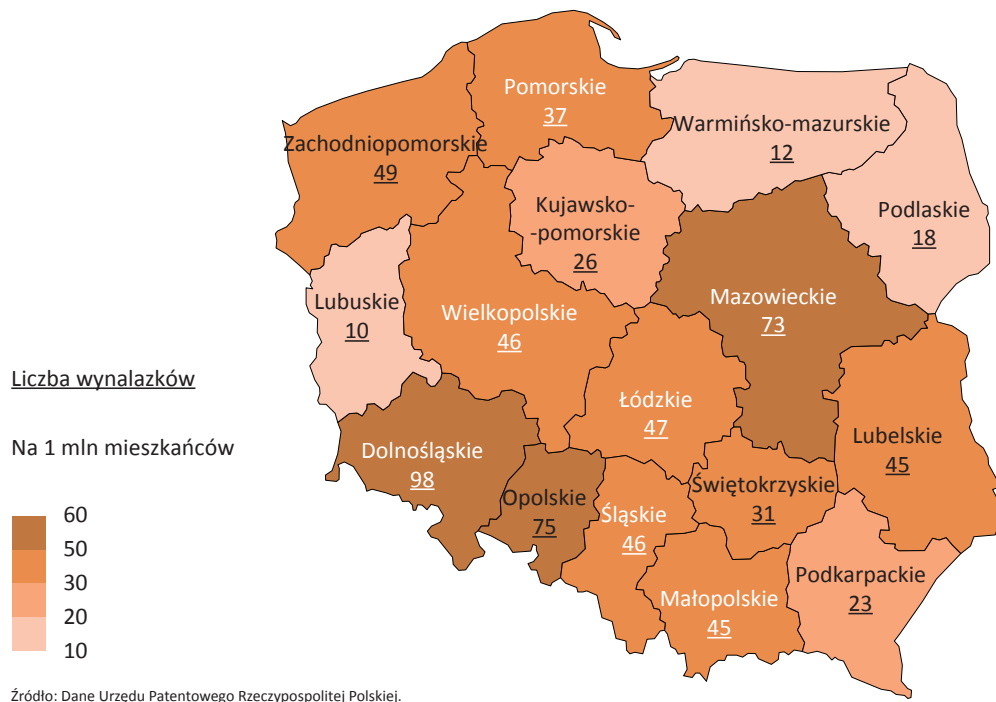 Pomorskie
37
Warmińsko-mazurskie
12
Zachodniopomorskie
49
Kujawsko-
-pomorskie
26
Podlaskie
18
Lubuskie
10
Wielkopolskie
46
Mazowieckie
73
Liczba wynalazków
Łódzkie
47
Na 1 mln mieszkańców
Dolnośląskie
98
Lubelskie
45
Opolskie
75
Śląskie
46
Świętokrzyskie
31
Małopolskie
45
Podkarpackie
23
60
50
30
20
10
Źródło: Dane Urzędu Patentowego Rzeczypospolitej Polskiej.